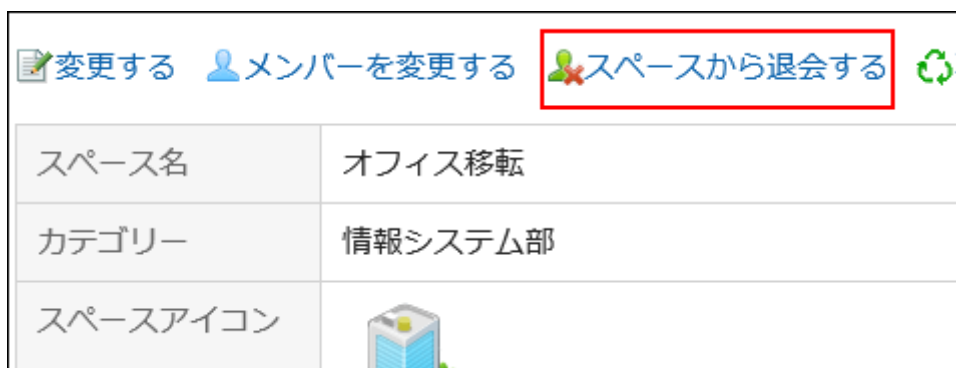 変更する メンバーを変更する スペースから退会する
スペース名 オフィス移転
カテゴリー 情報システム部
スペースアイコン